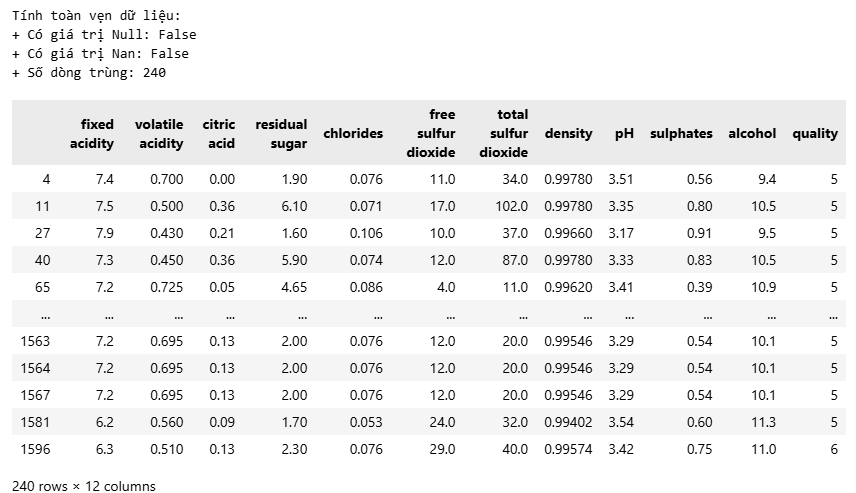 Tính toàn vẹn dữ liệu:
+ Có giá trị Null: False
+ Có giá trị Nan: False
+ Số dòng trùng: 240
fixed acidity volatile acidity citric acid residual sugar chlorides free sulfur dioxide total sulfur dioxide density pH sulphates alcohol quality
4 7.4 0.700 0.00 1.90 0.076 11.0 34.0 0.99780 3.51 0.56 9.4 5
11 7.5 0.500 0.36 6.10 0.071 17.0 102.0 0.99780 3.35 0.80 10.5 5
27 7.9 0.430 0.21 1.60 0.106 10.0 37.0 0.99660 3.17 0.91 9.5 5
40 7.3 0.450 0.36 5.90 0.074 12.0 87.0 0.99780 3.33 0.83 10.5 5
65 7.2 0.725 0.05 4.65 0.086 4.0 11.0 0.99620 3.41 0.39 10.9 5
... ... ... ... ... ... ... ... ... ... ... ... ...
1563 7.2 0.695 0.13 2.00 0.076 12.0 20.0 0.99546 3.29 0.54 10.1 5
1564 7.2 0.695 0.13 2.00 0.076 12.0 20.0 0.99546 3.29 0.54 10.1 5
1567 7.2 0.695 0.13 2.00 0.076 12.0 20.0 0.99546 3.29 0.54 10.1 5
1581 6.2 0.560 0.09 1.70 0.053 24.0 32.0 0.99402 3.54 0.60 11.3 5
1596 6.3 0.510 0.13 2.30 0.076 29.0 40.0 0.99574 3.42 0.75 11.0 6
240 rows × 12 columns